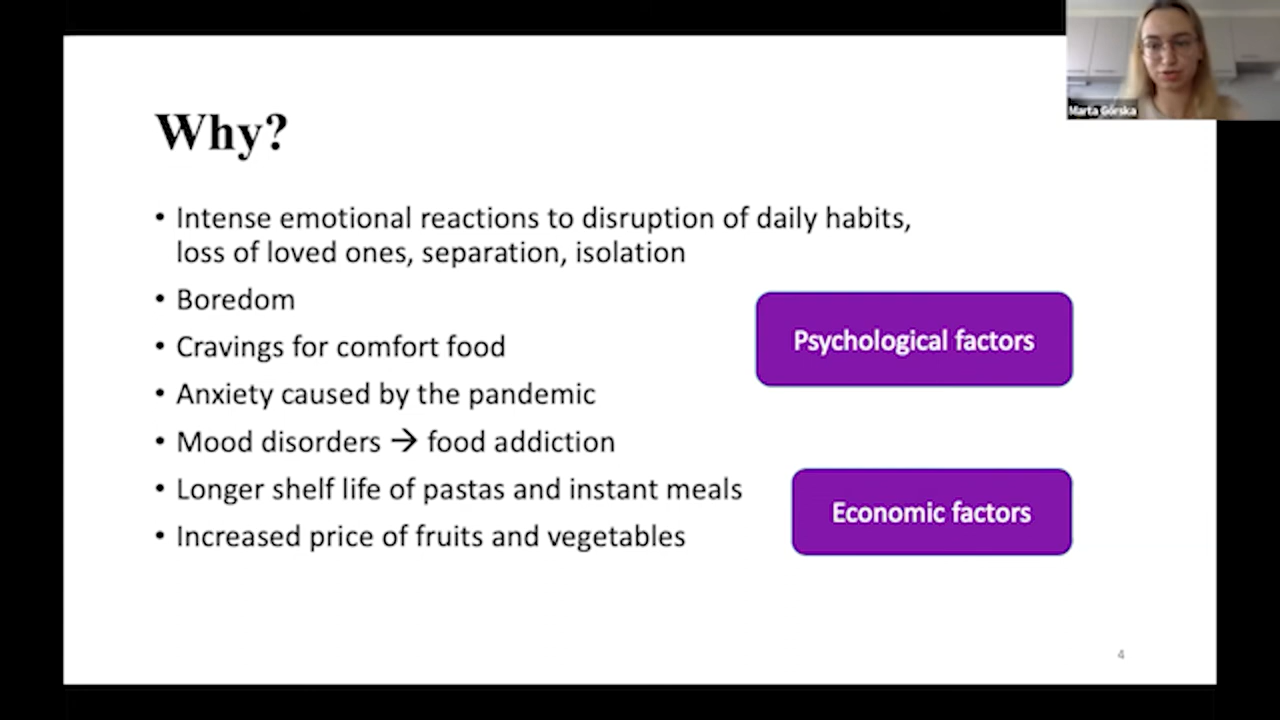 Marta Górska
Why?
• Intense emotional reactions to disruption of daily habits,
loss of loved ones, separation, isolation
• Boredom
• Cravings for comfort food
• Anxiety caused by the pandemic
• Mood disorders → food addiction
• Longer shelf life of pastas and instant meals
• Increased price of fruits and vegetables
Psychological factors
Economic factors
4